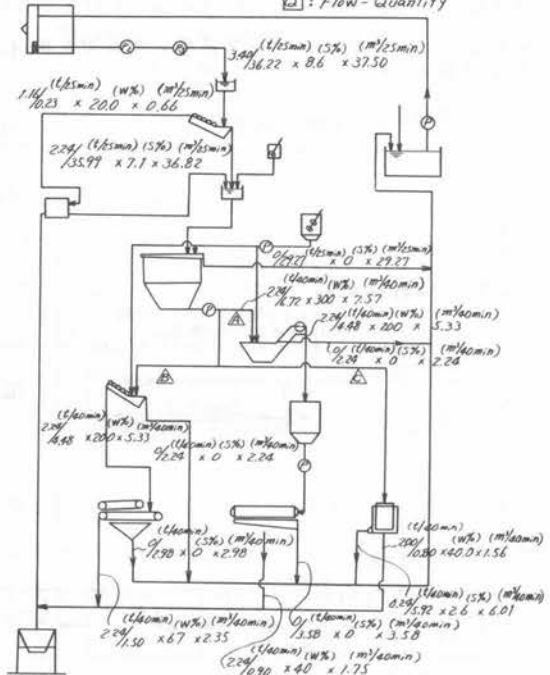 Q : Flow-Quantity
P
P
3.40/36.22 (t/25min) (S%) × 8.6 (m³/25min) × 37.50
1.16/0.23 (t/25min) (W%) × 20.0 (m³/25min) × 0.66
P
2.24/35.99 (t/25min) (S%) × 7.1 (m³/25min) × 36.82
P
0/29.27 (t/25min) (S%) × 0 (m³/25min) × 29.27
2.24/6.72 (t/40min) (W%) × 300 (m³/40min) × 7.57
P
A
2.24/4.48 (t/40min) (W%) × 200 (m³/40min) × 5.33
0/2.24 (t/40min) (S%) × 0 (m³/40min) × 2.24
B
C
2.24/4.48 (t/40min) (W%) × 200 (m³/40min) × 5.33
0/2.24 (t/40min) (S%) × 0 (m³/40min) × 2.24
P
0/2.98 (t/40min) (S%) × 0 (m³/40min) × 2.98
2.00/0.80 (t/40min) (W%) × 40.0 (m³/40min) × 1.56
0.24/5.92 (t/40min) (S%) × 2.6 (m³/40min) × 6.01
2.24/1.50 (t/40min) (W%) × 67 (m³/40min) × 2.35
0/3.58 (t/40min) (S%) × 0 (m³/40min) × 3.58
2.24/0.90 (t/40min) (W%) × 40 (m³/40min) × 1.75